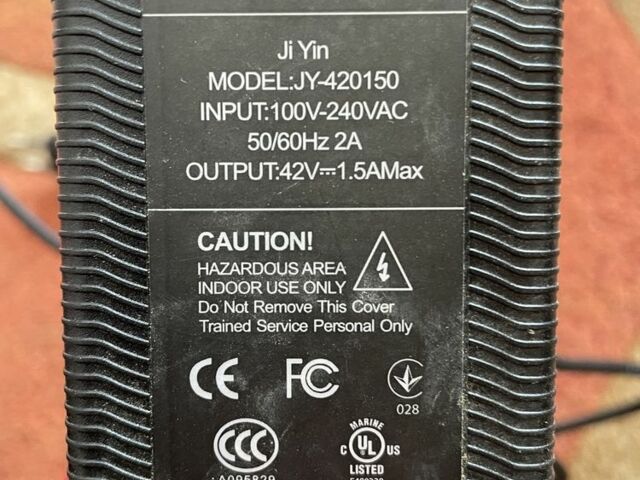 Ji Yin
MODEL:JY-420150
INPUT:100V-240VAC
50/60Hz 2A
OUTPUT:42V⎓1.5AMax
CAUTION!
HAZARDOUS AREA
INDOOR USE ONLY
Do Not Remove This Cover
Trained Service Personal Only
CE FC
028
CCC
MARINE
C UL US
LISTED